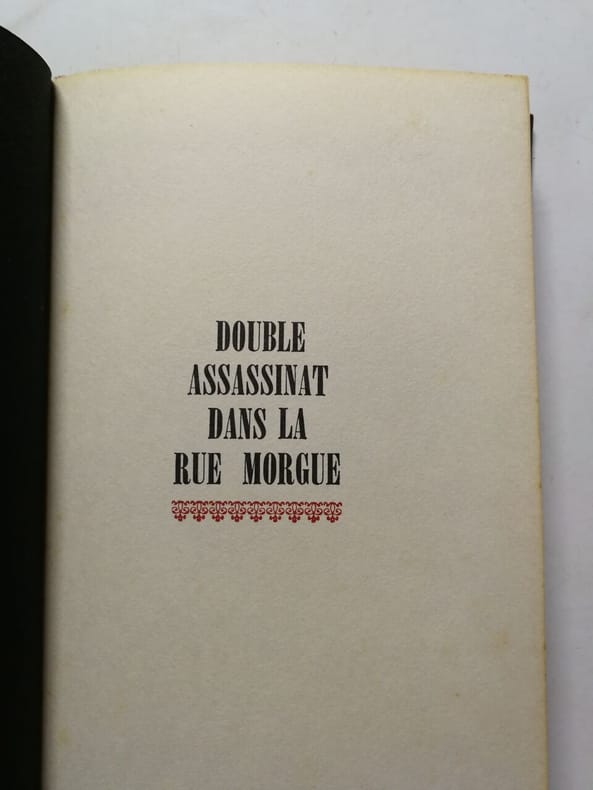 DOUBLE
ASSASSINAT
DANS LA
RUE MORGUE